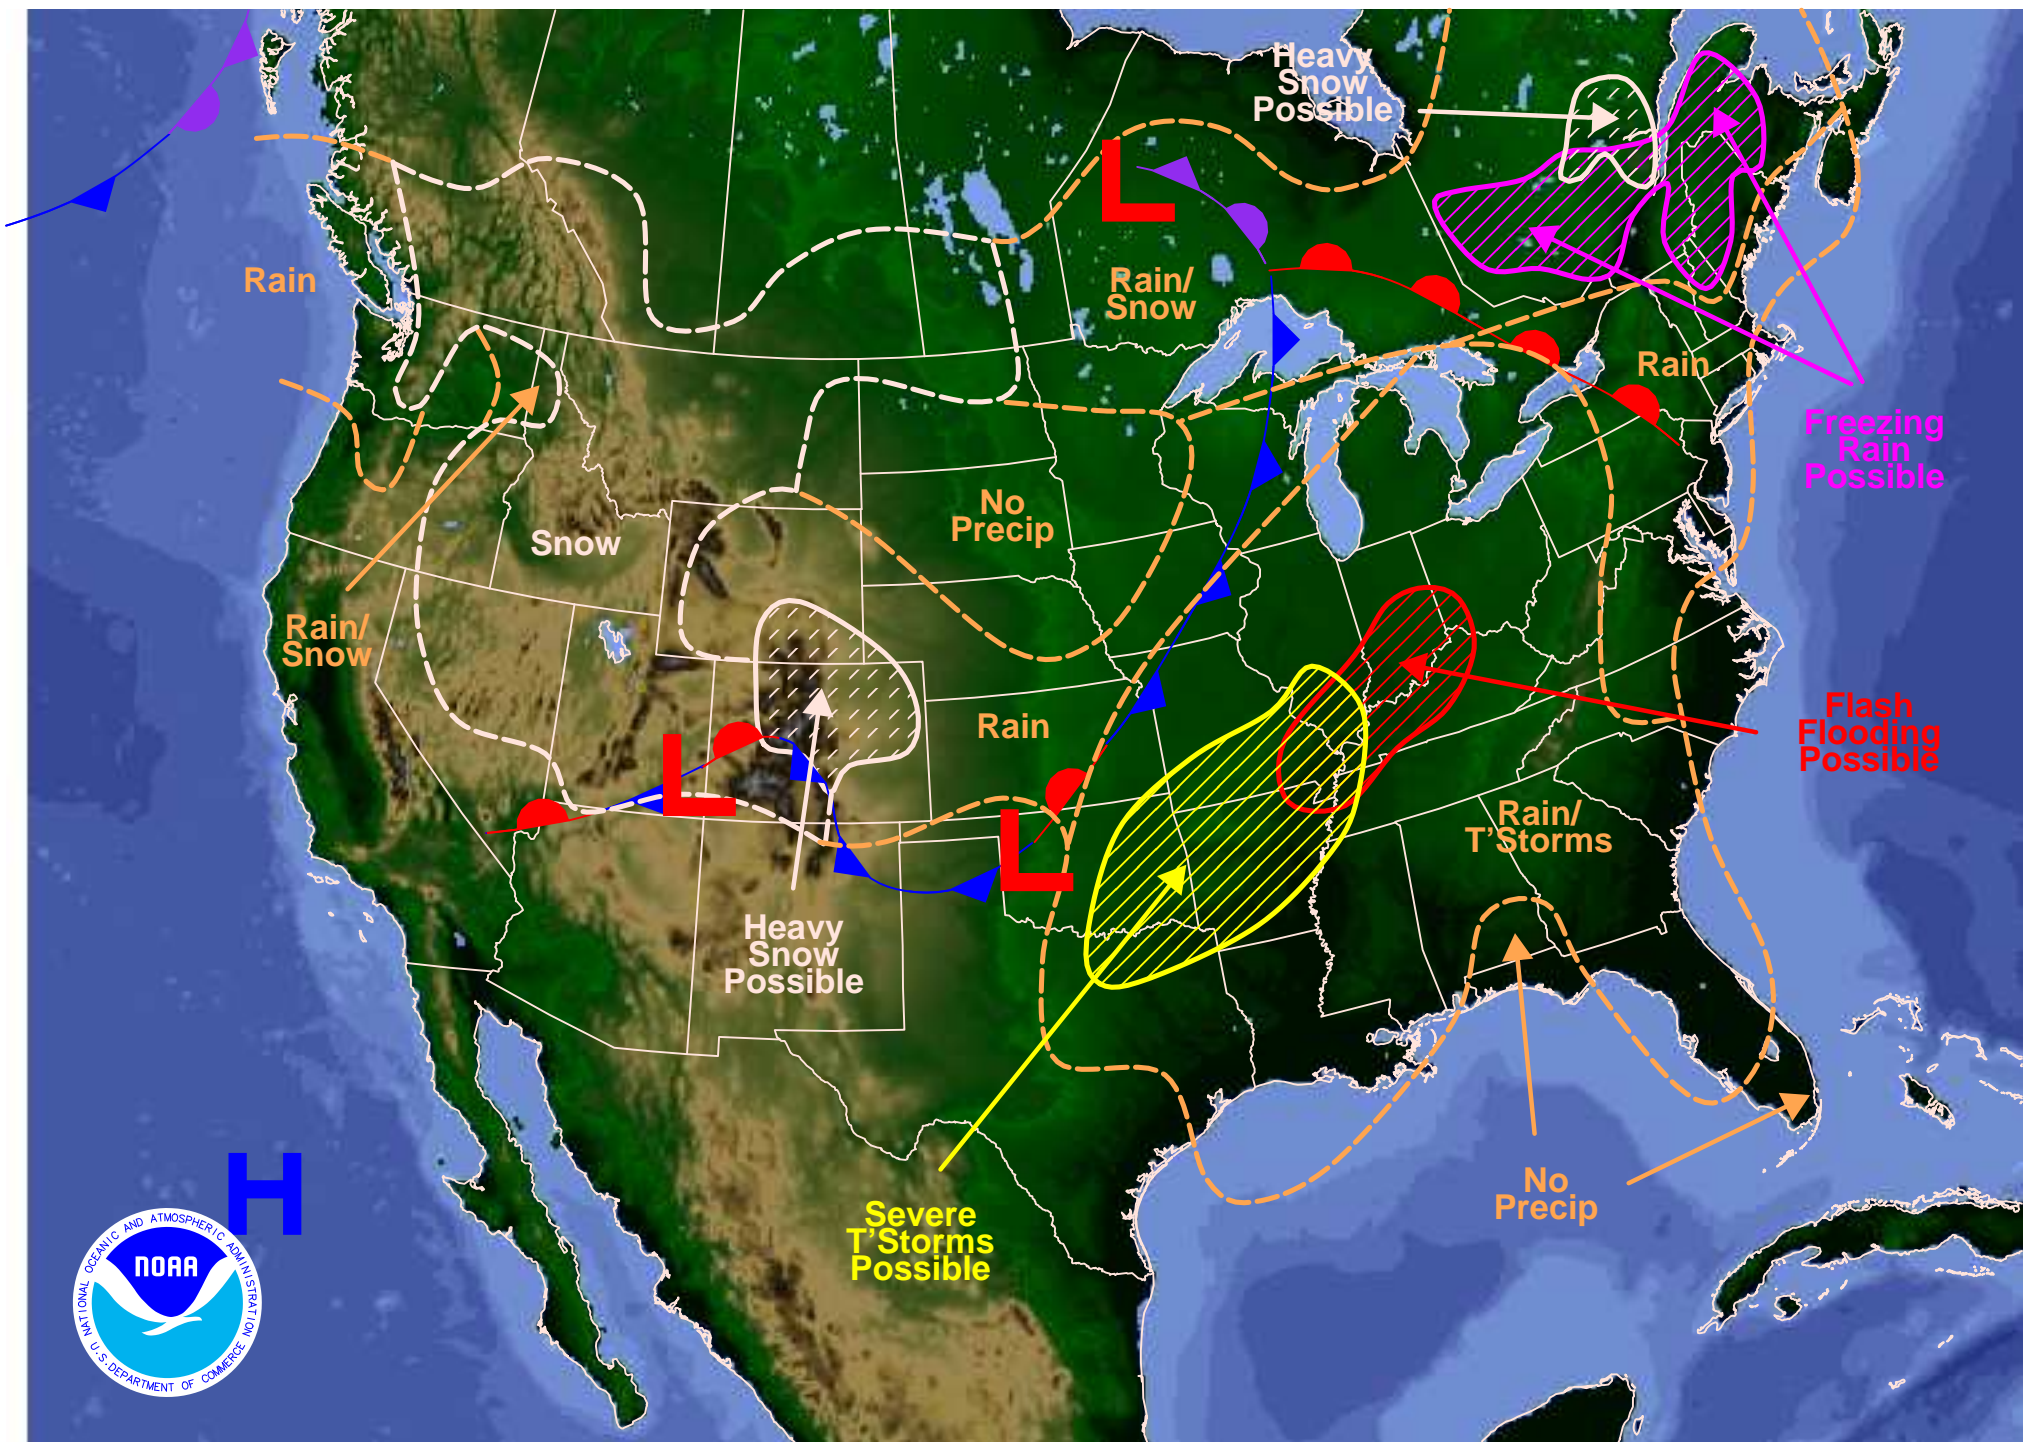 Heavy
Snow
Possible
Rain
Rain/
Snow
Rain
Freezing
Rain
Possible
No
Precip
Snow
Rain/
Snow
Rain
Flash
Flooding
Possible
L
L
L
Rain/
T'Storms
Heavy
Snow
Possible
No
Precip
Severe
T'Storms
Possible
H
NATIONAL OCEANIC AND ATMOSPHERIC ADMINISTRATION
NOAA
U.S. DEPARTMENT OF COMMERCE